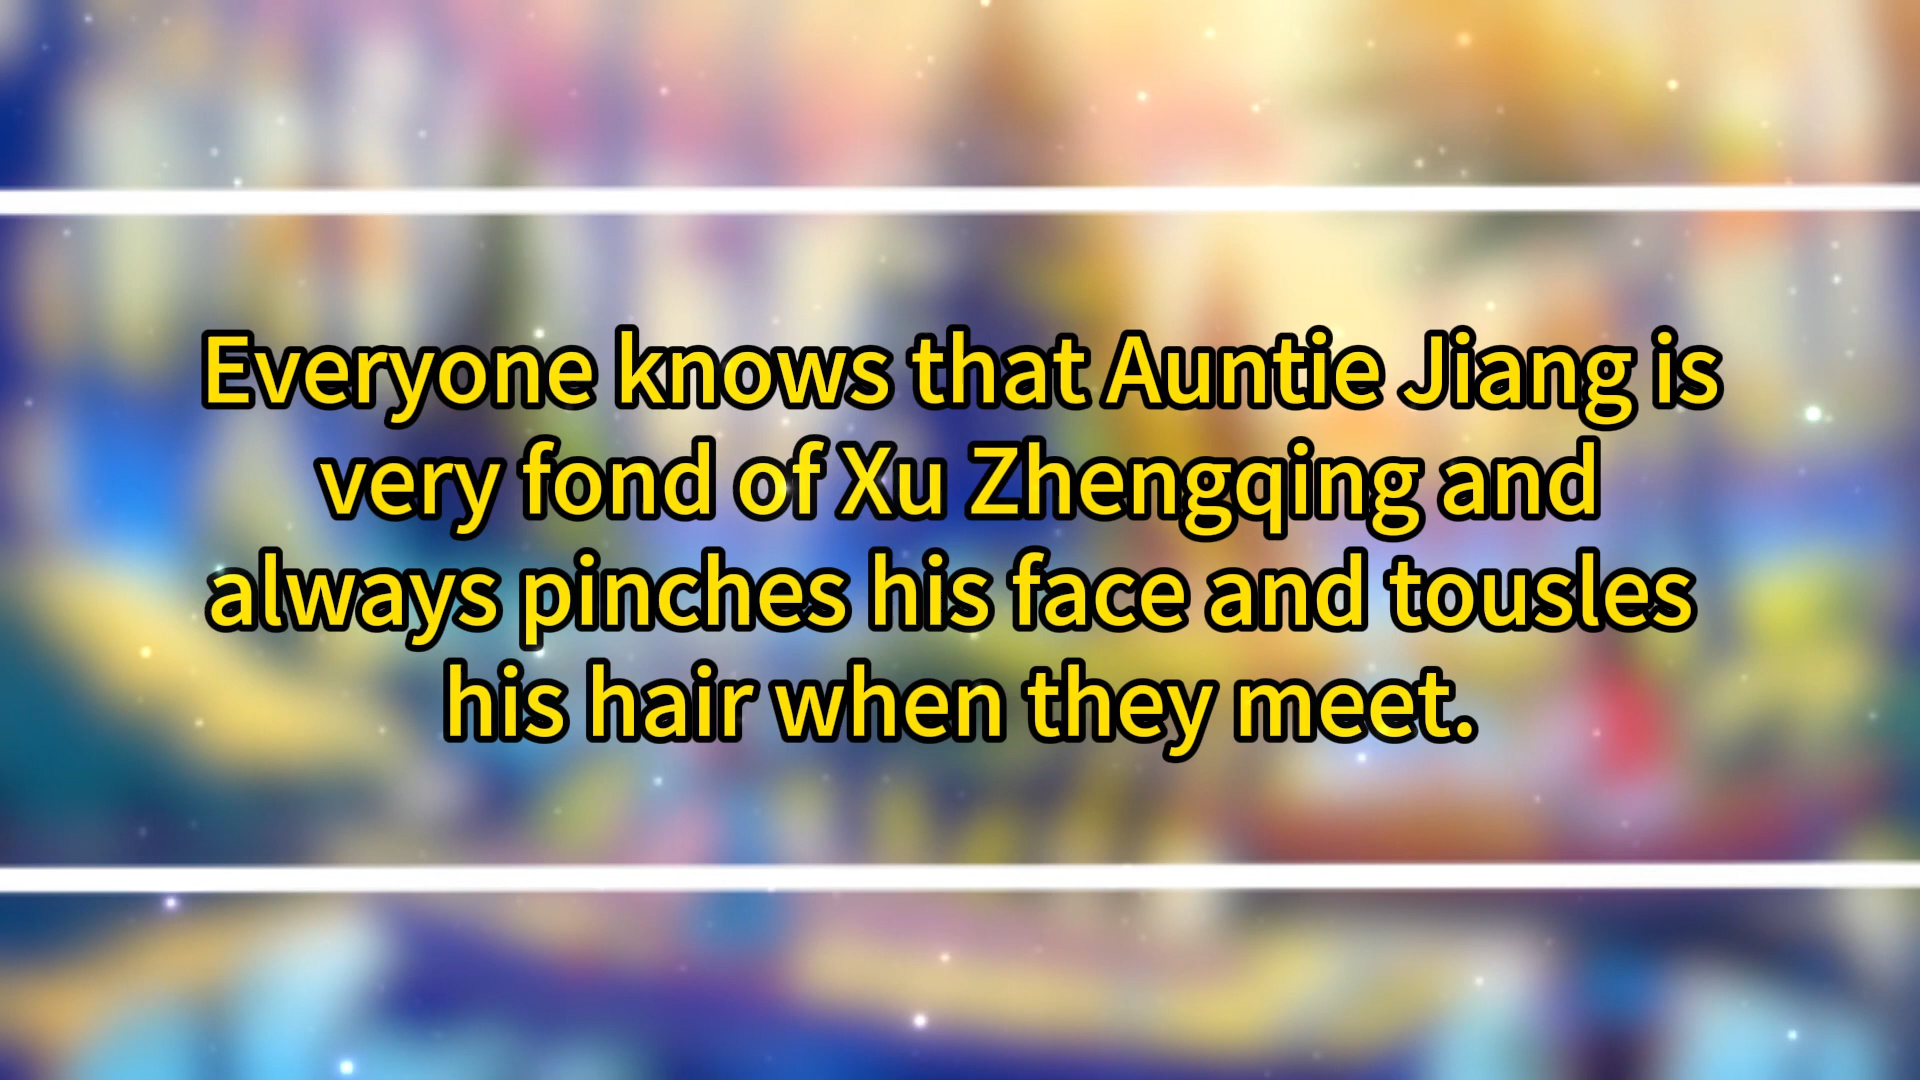 Everyone knows that Auntie Jiang is
very fond of Xu Zhengqing and
always pinches his face and tousles
his hair when they meet.